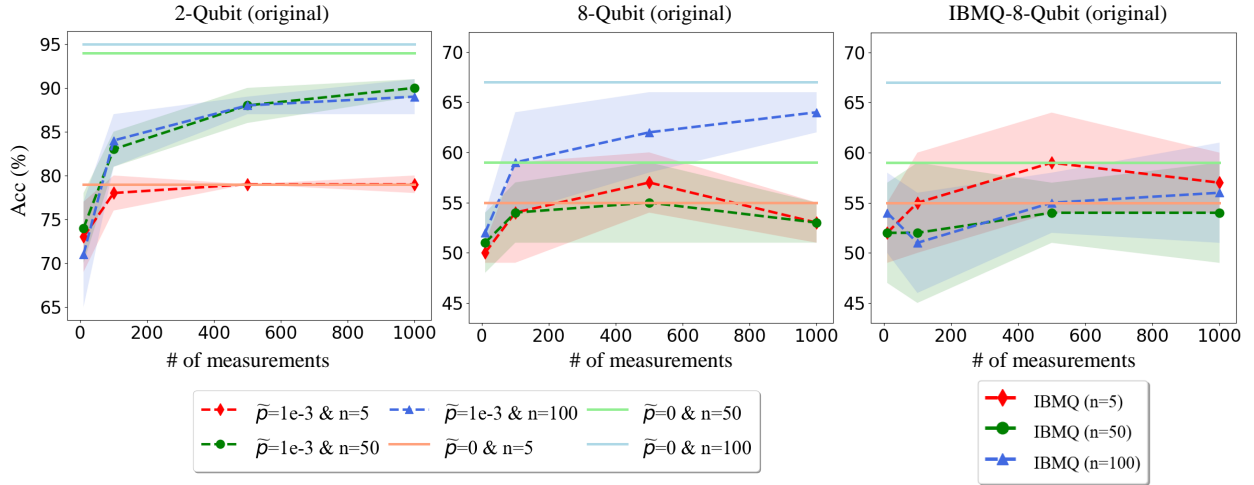 2-Qubit (original)
8-Qubit (original)
IBMQ-8-Qubit (original)
Acc (%)
95
90
85
80
75
70
65
0 200 400 600 800 1000
# of measurements
70
65
60
55
50
45
0 200 400 600 800 1000
# of measurements
70
65
60
55
50
45
0 200 400 600 800 1000
# of measurements
p̃=1e-3 & n=5
p̃=1e-3 & n=50
p̃=1e-3 & n=100
p̃=0 & n=5
p̃=0 & n=50
p̃=0 & n=100
IBMQ (n=5)
IBMQ (n=50)
IBMQ (n=100)